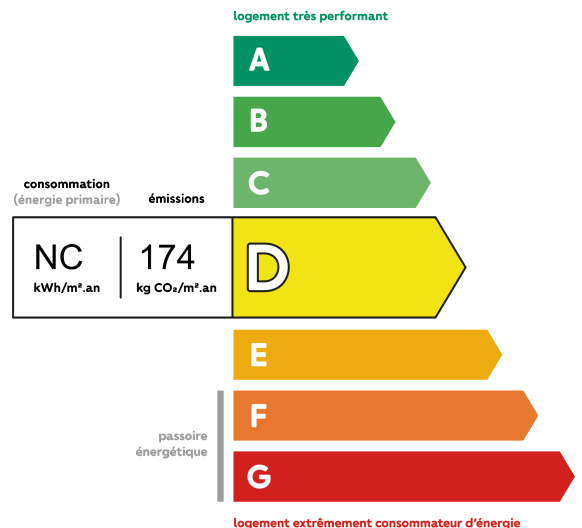 logement très performant
A
B
C
consommation
(énergie primaire)
émissions
NC
174
kWh/m².an
kg CO₂/m².an
D
E
F
passoire
énergétique
G
logement extrêmement consommateur d'énergie